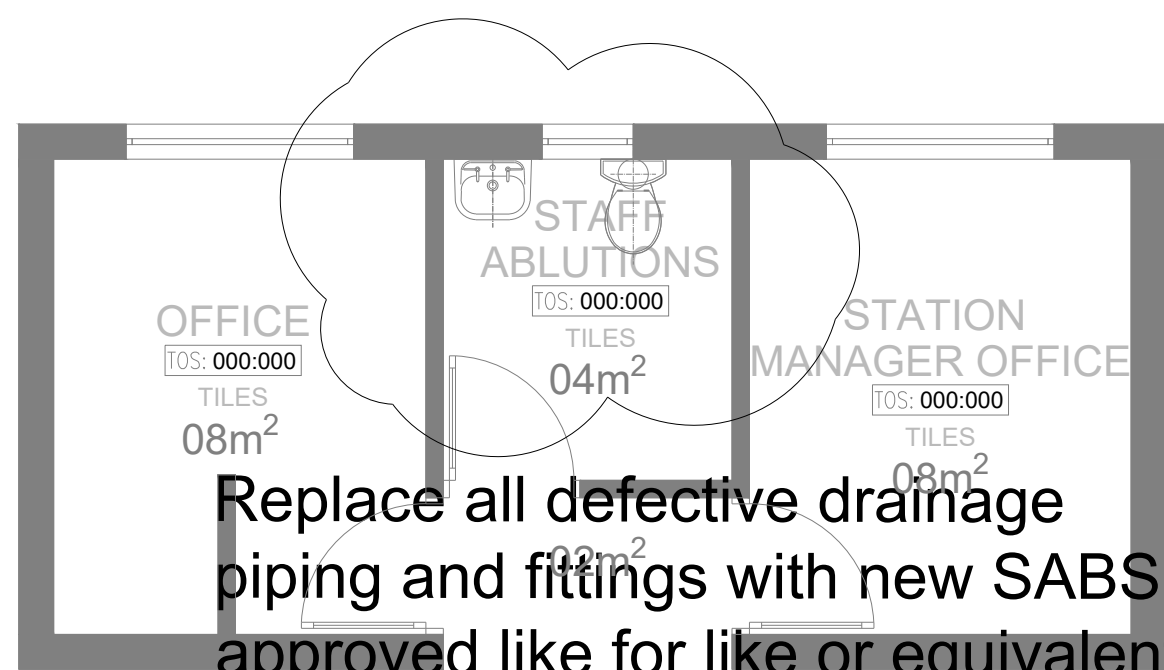 STAFF
ABLUTIONS
TOS: 000:000
TILES
04m²
OFFICE
TOS: 000:000
TILES
08m²
STATION
MANAGER OFFICE
TOS: 000:000
TILES
08m²
02m²
Replace all defective drainage
piping and fittings with new SABS
approved like for like or equivalen